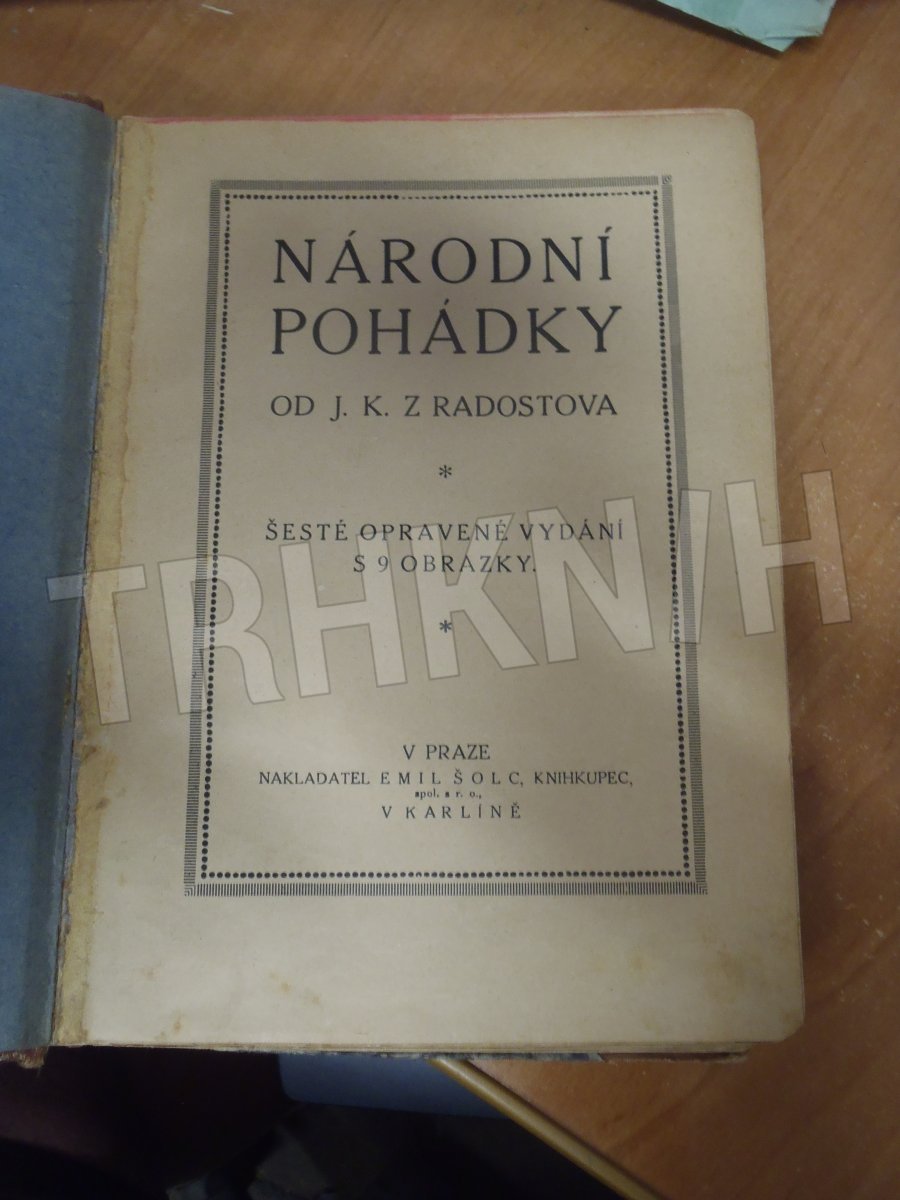 NÁRODNÍ
POHÁDKY
OD J. K. Z RADOSTOVA
*
ŠESTÉ OPRAVENÉ VYDÁNÍ
S 9 OBRAZKY.
*
V PRAZE
NAKLADATEL EMIL ŠOLC, KNIHKUPEC,
spol. s r. o.,
V KARLÍNĚ
TRHKNIH